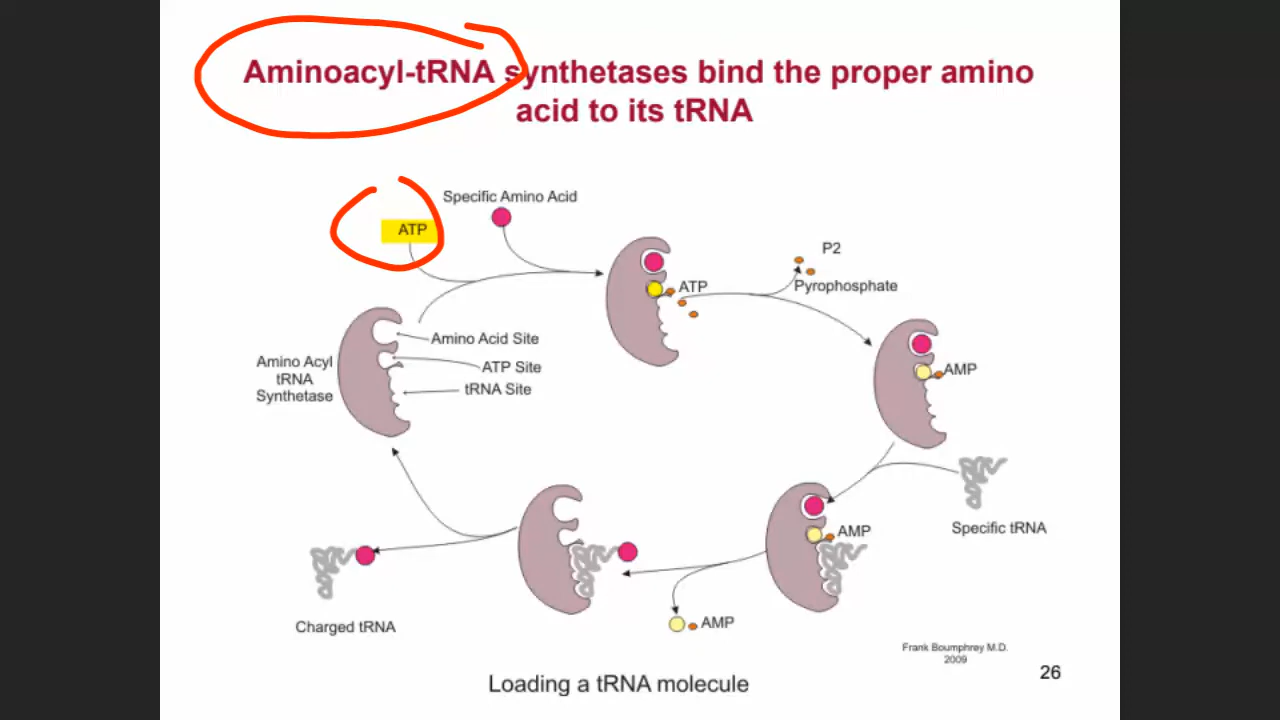 Aminoacyl-tRNA synthetases bind the proper amino
acid to its tRNA
Specific Amino Acid
ATP
P2
ATP
Pyrophosphate
Amino Acid Site
Amino Acyl
tRNA
Synthetase
ATP Site
tRNA Site
AMP
Specific tRNA
AMP
AMP
Charged tRNA
Frank Boumphrey M.D.
2009
26
Loading a tRNA molecule